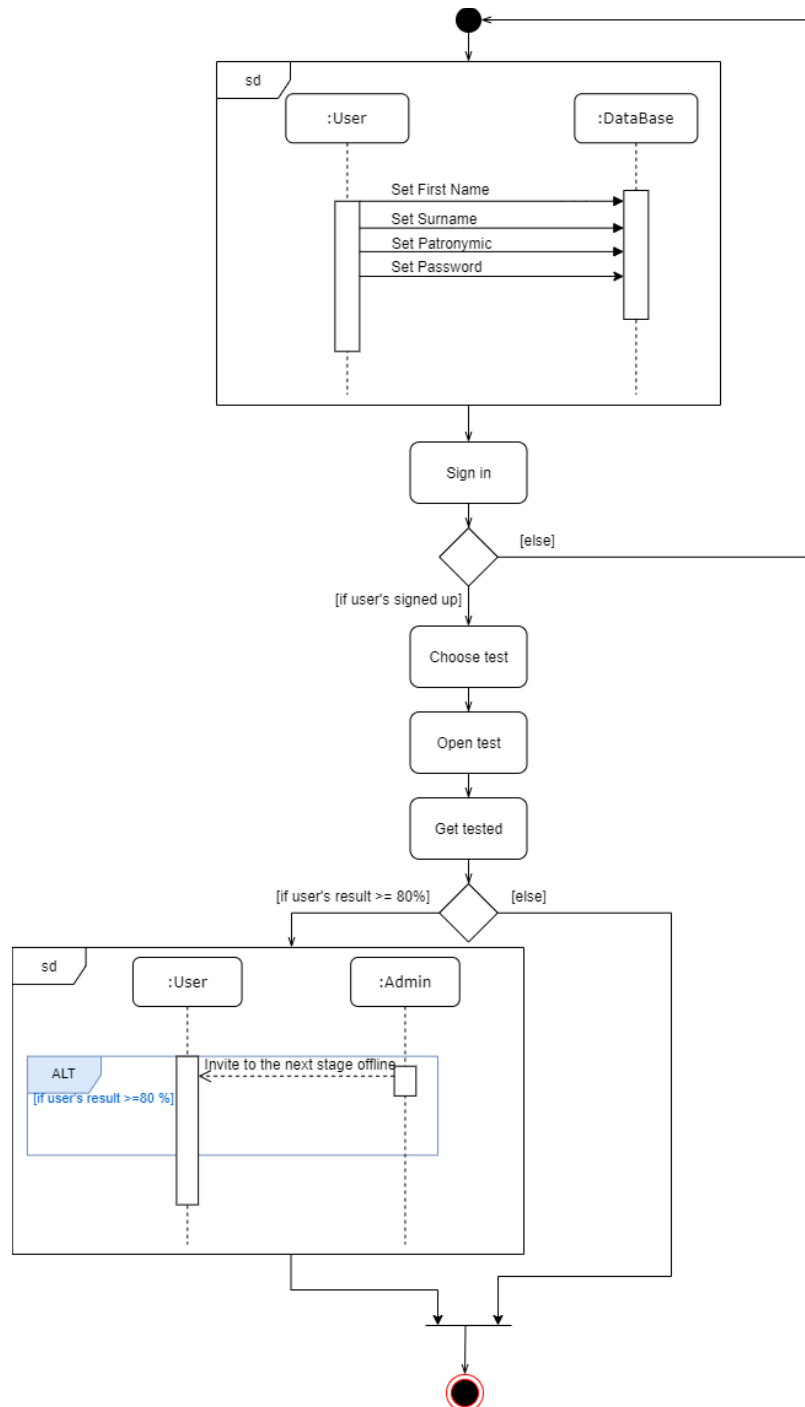 sd
:User
:DataBase
Set First Name
Set Surname
Set Patronymic
Set Password
Sign in
[else]
[if user's signed up]
Choose test
Open test
Get tested
[if user's result >= 80%]
[else]
sd
:User
:Admin
Invite to the next stage offline
ALT
[if user's result >=80 %]